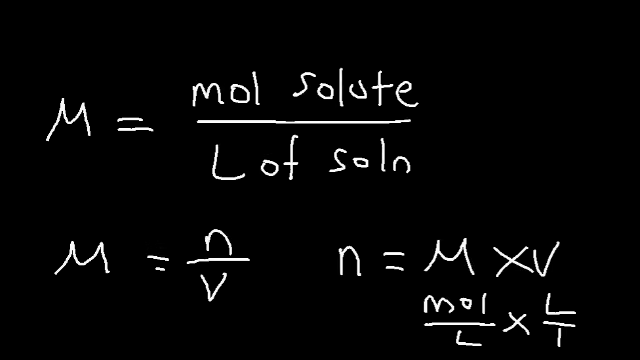 M = mol solute / L of soln
M = n / V n = M × V
mol / L × L / 1